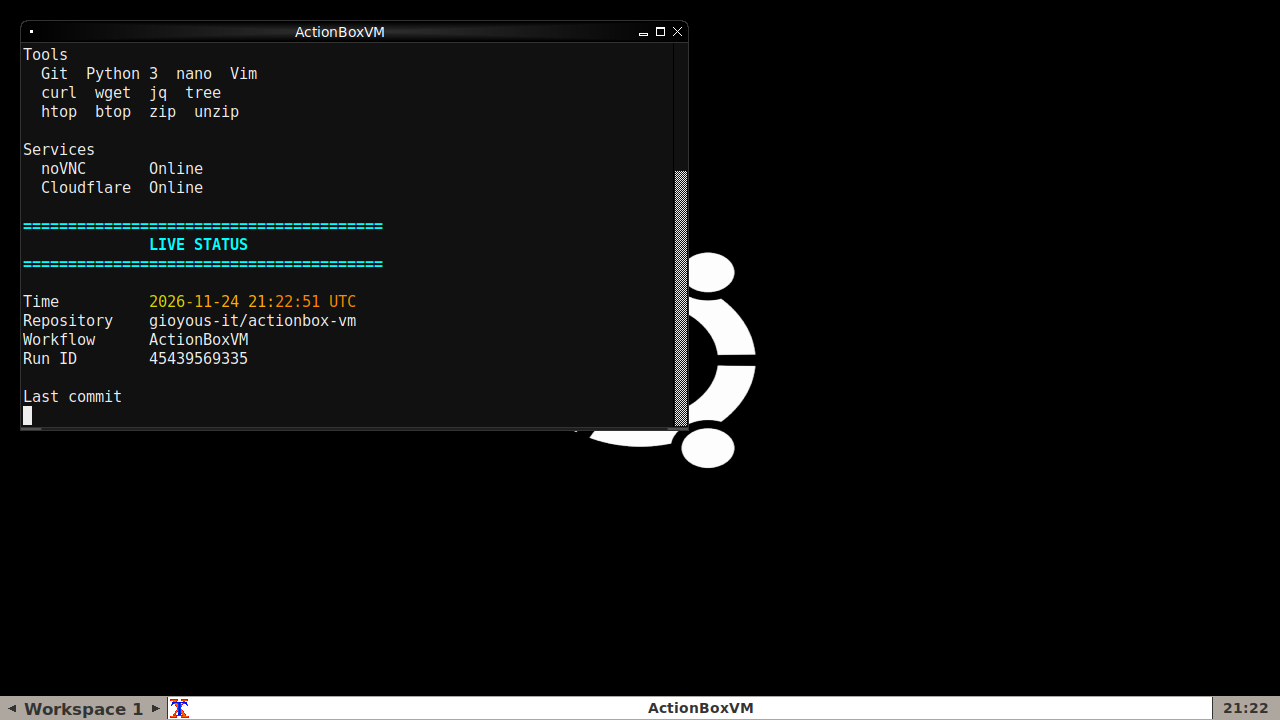 ActionBoxVM
Tools
Git Python 3 nano Vim
curl wget jq tree
htop btop zip unzip
Services
noVNC Online
Cloudflare Online
========================================
LIVE STATUS
========================================
Time 2026-11-24 21:22:51 UTC
Repository gioyous-it/actionbox-vm
Workflow ActionBoxVM
Run ID 45439569335
Last commit
Workspace 1 ActionBoxVM 21:22